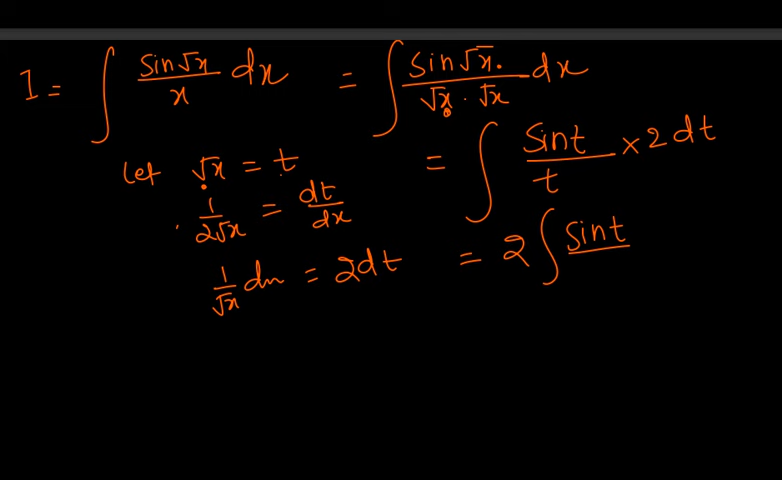 I = ∫ sin√x / x dx = ∫ sin√x / √x . √x dx
let √x = t = ∫ sint / t × 2dt
1 / 2√x = dt / dx
1 / √x dx = 2dt = 2 ∫ sint